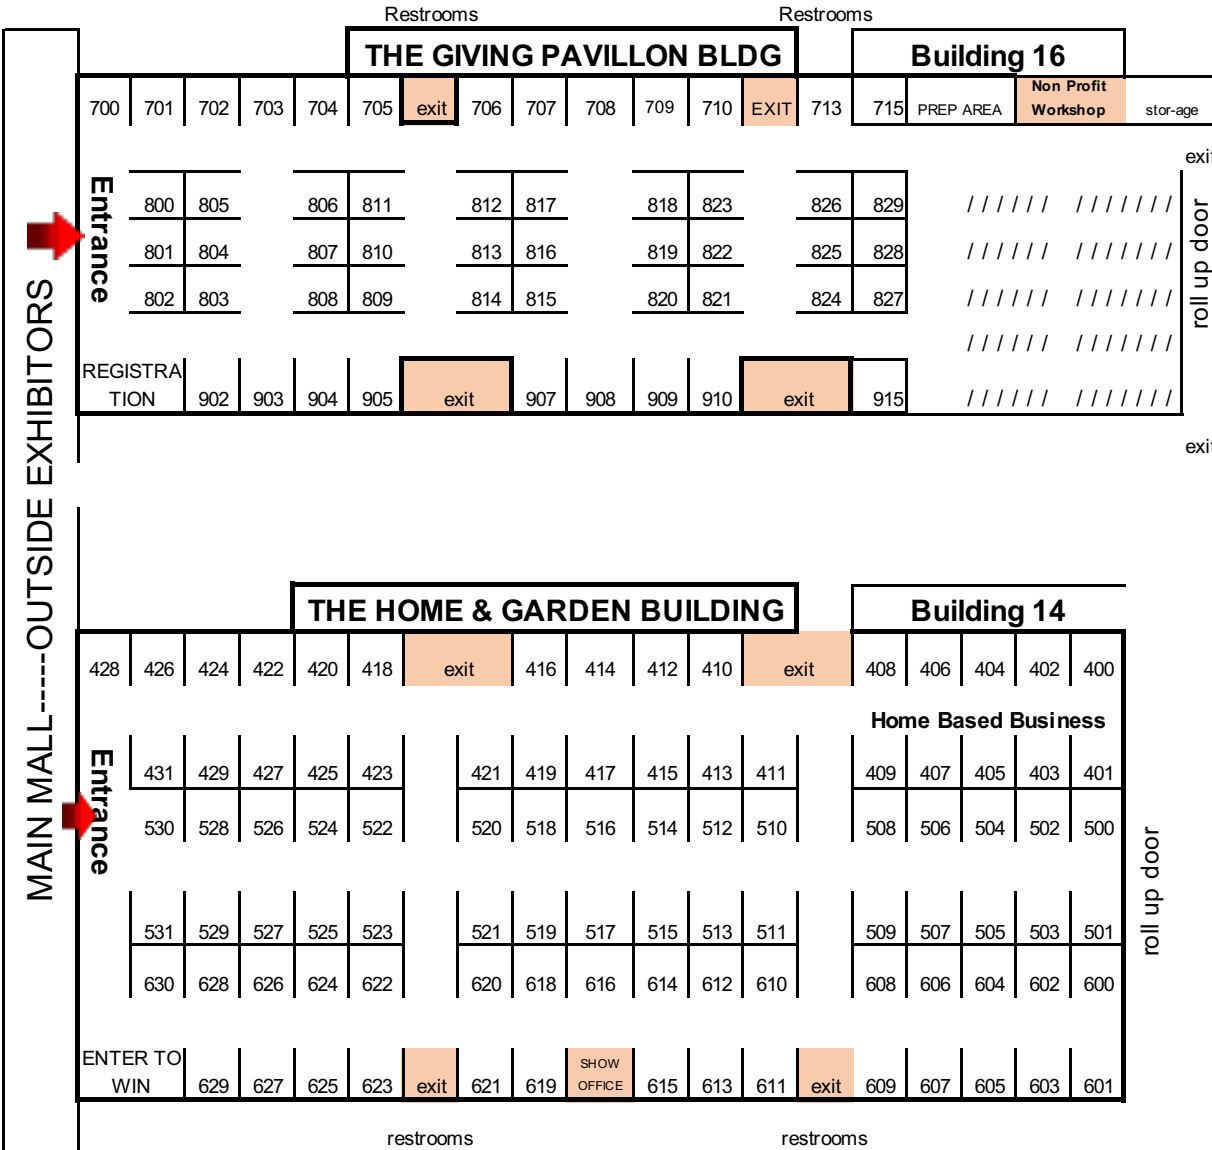 Restrooms Restrooms
THE GIVING PAVILLON BLDG Building 16
700 701 702 703 704 705 exit 706 707 708 709 710 EXIT 713 715 PREP AREA Non Profit Workshop stor-age
exit
Entrance
800 805 806 811 812 817 818 823 826 829 / / / / / / / / / / / / /
801 804 807 810 813 816 819 822 825 828 / / / / / / / / / / / / /
802 803 808 809 814 815 820 821 824 827 / / / / / / / / / / / / /
/ / / / / / / / / / / / /
roll up door
REGISTRA
TION 902 903 904 905 exit 907 908 909 910 exit 915 / / / / / / / / / / / / /
exit
MAIN MALL-----OUTSIDE EXHIBITORS
THE HOME & GARDEN BUILDING Building 14
428 426 424 422 420 418 exit 416 414 412 410 exit 408 406 404 402 400
Home Based Business
Entrance
431 429 427 425 423 421 419 417 415 413 411 409 407 405 403 401
530 528 526 524 522 520 518 516 514 512 510 508 506 504 502 500
531 529 527 525 523 521 519 517 515 513 511 509 507 505 503 501
630 628 626 624 622 620 618 616 614 612 610 608 606 604 602 600
roll up door
ENTER TO
WIN 629 627 625 623 exit 621 619 SHOW OFFICE 615 613 611 exit 609 607 605 603 601
restrooms restrooms